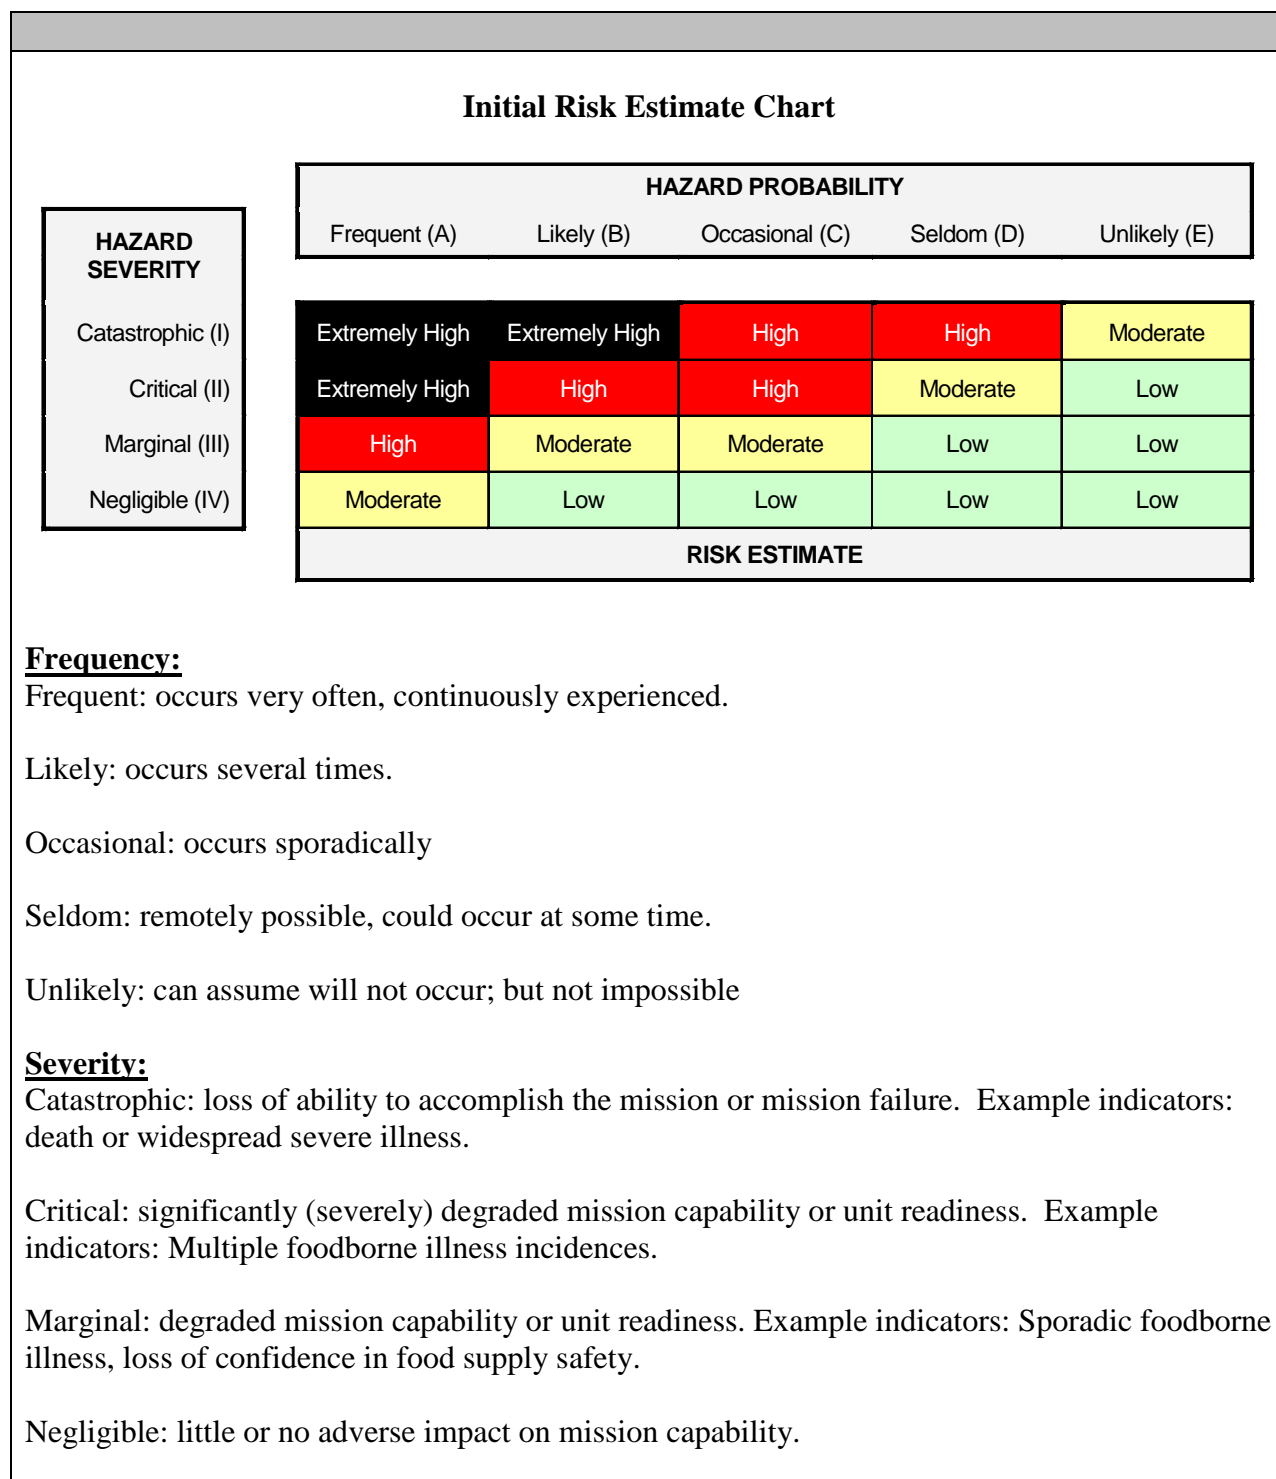 Initial Risk Estimate Chart
HAZARD PROBABILITY
Frequent (A) Likely (B) Occasional (C) Seldom (D) Unlikely (E)
HAZARD
SEVERITY
Catastrophic (I) Extremely High Extremely High High High Moderate
Critical (II) Extremely High High High Moderate Low
Marginal (III) High Moderate Moderate Low Low
Negligible (IV) Moderate Low Low Low Low
RISK ESTIMATE
Frequency:
Frequent: occurs very often, continuously experienced.
Likely: occurs several times.
Occasional: occurs sporadically
Seldom: remotely possible, could occur at some time.
Unlikely: can assume will not occur; but not impossible
Severity:
Catastrophic: loss of ability to accomplish the mission or mission failure.  Example indicators:
death or widespread severe illness.
Critical: significantly (severely) degraded mission capability or unit readiness.  Example
indicators: Multiple foodborne illness incidences.
Marginal: degraded mission capability or unit readiness. Example indicators: Sporadic foodborne
illness, loss of confidence in food supply safety.
Negligible: little or no adverse impact on mission capability.